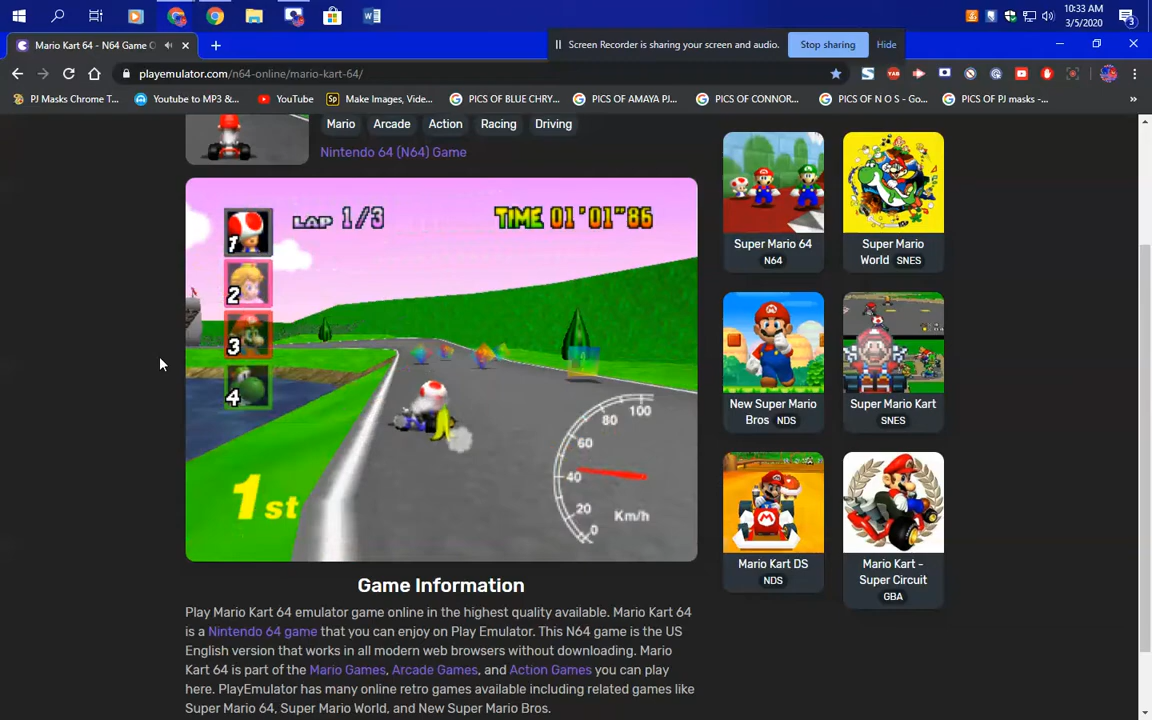 10:33 AM
3/5/2020
3
Mario Kart 64 - N64 Game O
Screen Recorder is sharing your screen and audio.
Stop sharing
Hide
playemulator.com/n64-online/mario-kart-64/
PJ Masks Chrome T...
Youtube to MP3 &...
YouTube
Sp
Make Images, Vide...
PICS OF BLUE CHRY...
PICS OF AMAYA PJ...
PICS OF CONNOR...
PICS OF N O S - Go...
PICS OF PJ masks -...
Mario
Arcade
Action
Racing
Driving
Nintendo 64 (N64) Game
LAP 1/3
TIME 01'01"86
1
2
3
4
1st
100
80
60
40
20
0
Km/h
Super Mario 64
N64
Super Mario
World SNES
New Super Mario
Bros NDS
Super Mario Kart
SNES
Mario Kart DS
NDS
Mario Kart -
Super Circuit
GBA
Game Information
Play Mario Kart 64 emulator game online in the highest quality available. Mario Kart 64
is a Nintendo 64 game that you can enjoy on Play Emulator. This N64 game is the US
English version that works in all modern web browsers without downloading. Mario
Kart 64 is part of the Mario Games, Arcade Games, and Action Games you can play
here. PlayEmulator has many online retro games available including related games like
Super Mario 64, Super Mario World, and New Super Mario Bros.